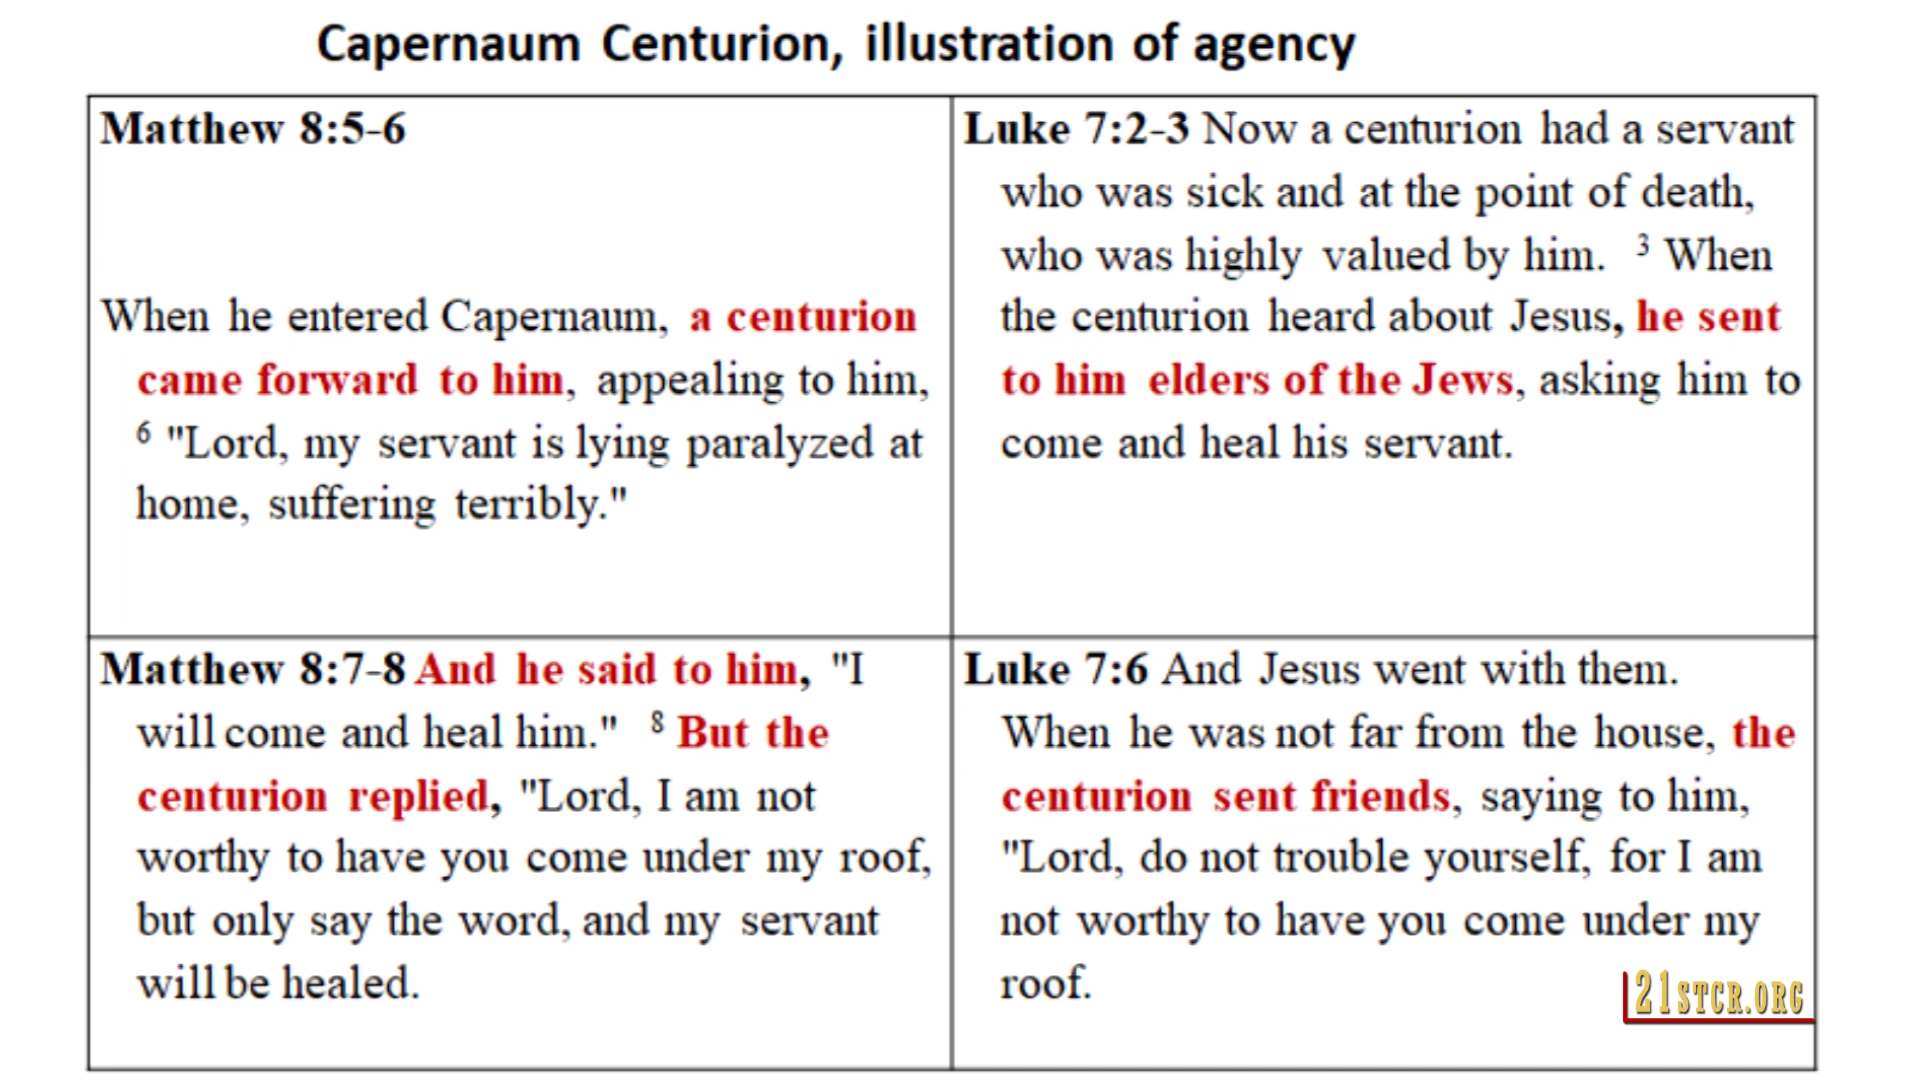 Capernaum Centurion, illustration of agency
Matthew 8:5-6
When he entered Capernaum, a centurion
came forward to him, appealing to him,
6 "Lord, my servant is lying paralyzed at
home, suffering terribly."
Luke 7:2-3 Now a centurion had a servant
who was sick and at the point of death,
who was highly valued by him. 3 When
the centurion heard about Jesus, he sent
to him elders of the Jews, asking him to
come and heal his servant.
Matthew 8:7-8 And he said to him, "I
will come and heal him." 8 But the
centurion replied, "Lord, I am not
worthy to have you come under my roof,
but only say the word, and my servant
will be healed.
Luke 7:6 And Jesus went with them.
When he was not far from the house, the
centurion sent friends, saying to him,
"Lord, do not trouble yourself, for I am
not worthy to have you come under my
roof.
21STCR.ORG